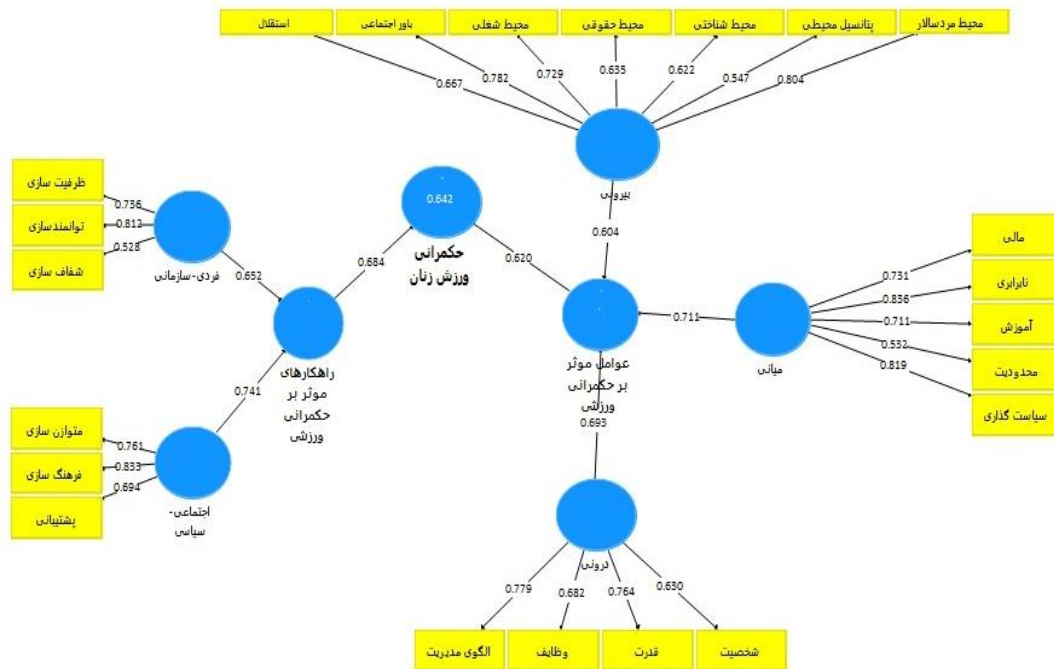 محیط مردسالار
پتانسیل محیطی
محیط شناختی
محیط حقوقی
محیط شغلی
باور اجتماعی
استقلال
0.667
0.782
0.729
0.635
0.622
0.547
0.804
بیرونی
0.604
ظرفیت سازی
توانمندسازی
شفاف سازی
0.736
0.812
0.528
فردی-سازمانی
0.652
0.642
حکمرانی
ورزش زنان
0.684
0.620
راهکارهای
موثر بر
حکمرانی
ورزشی
عوامل موثر
بر حکمرانی
ورزشی
0.711
میانی
0.731
0.836
0.711
0.532
0.819
مالی
نابرابری
آموزش
محدودیت
سیاست گذاری
0.741
متوازن سازی
فرهنگ سازی
پشتیبانی
0.761
0.833
0.694
اجتماعی-
سیاسی
0.693
درونی
0.779
0.682
0.764
0.630
شخصیت
قدرت
وظایف
الگوی مدیریت